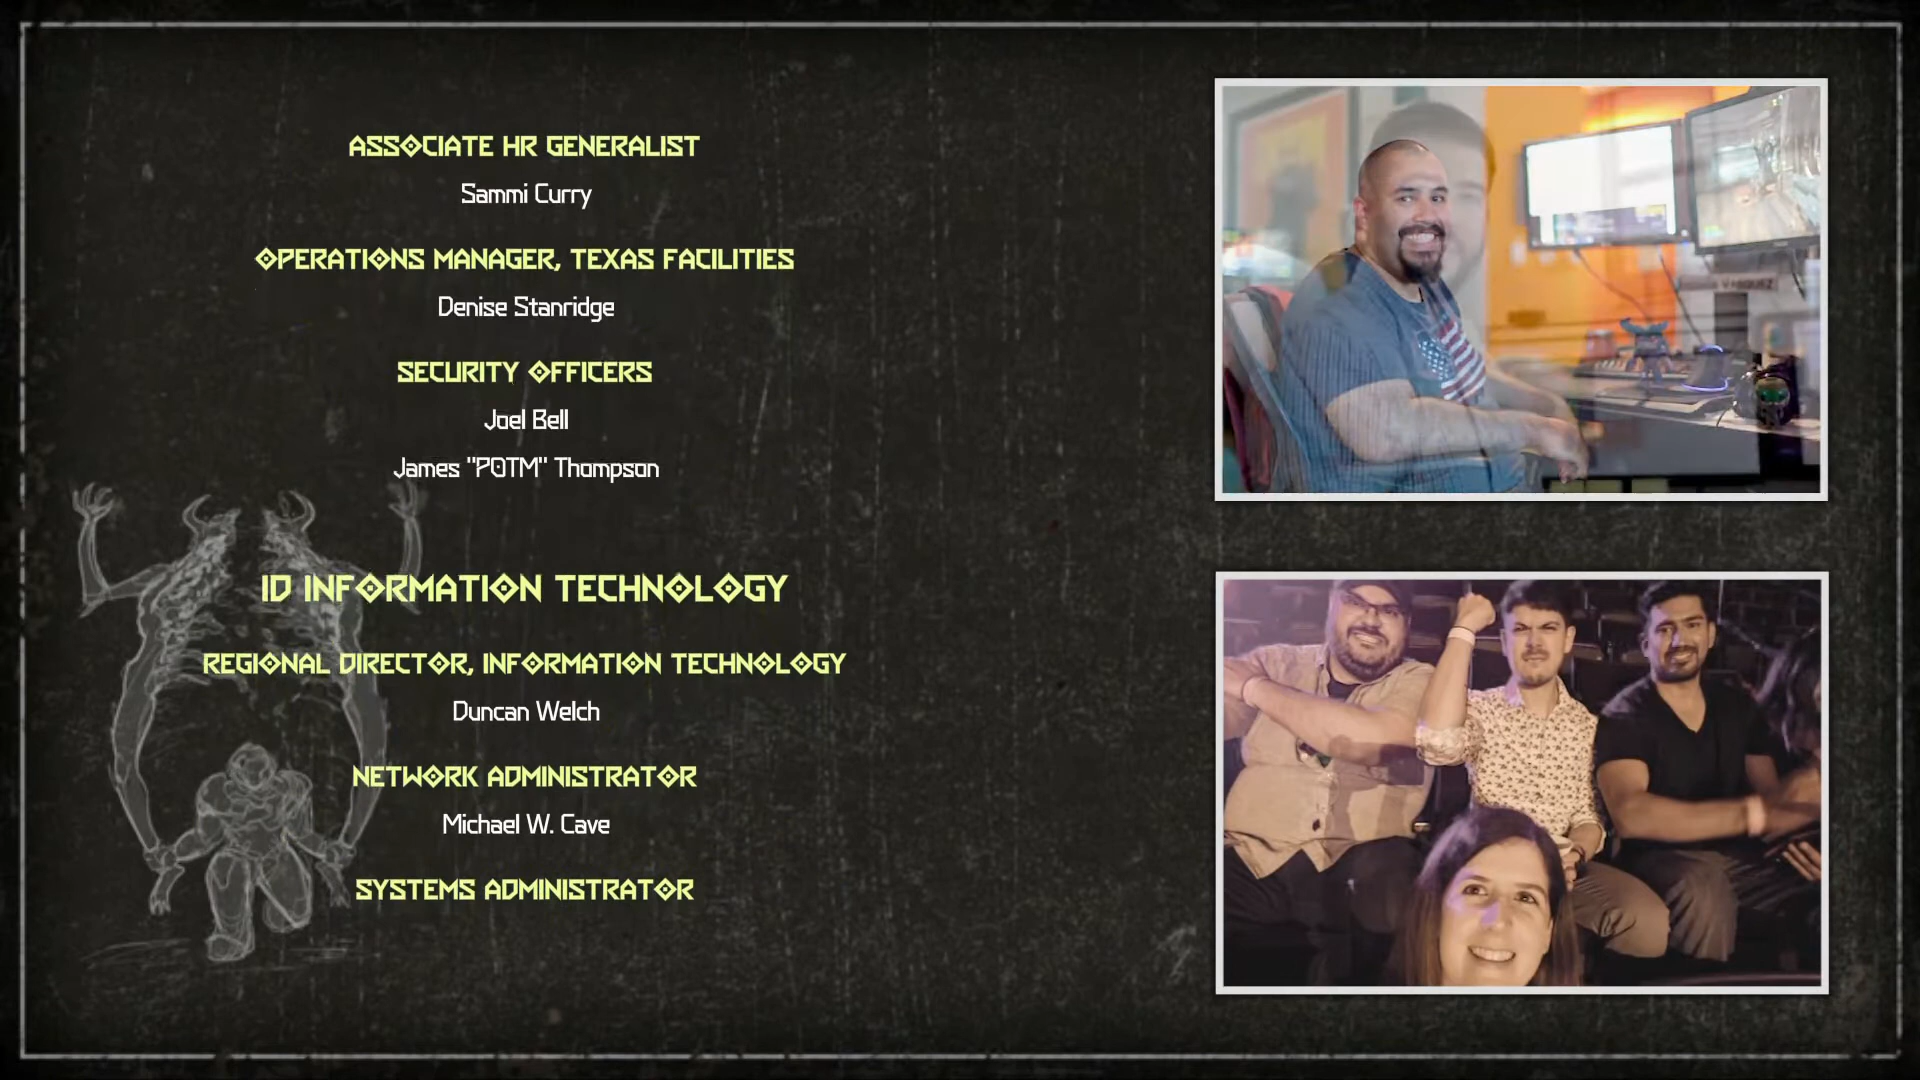 ASSOCIATE HR GENERALIST
Sammi Curry
OPERATIONS MANAGER, TEXAS FACILITIES
Denise Stanridge
SECURITY OFFICERS
Joel Bell
James "POTM" Thompson
ID INFORMATION TECHNOLOGY
REGIONAL DIRECTOR, INFORMATION TECHNOLOGY
Duncan Welch
NETWORK ADMINISTRATOR
Michael W. Cave
SYSTEMS ADMINISTRATOR